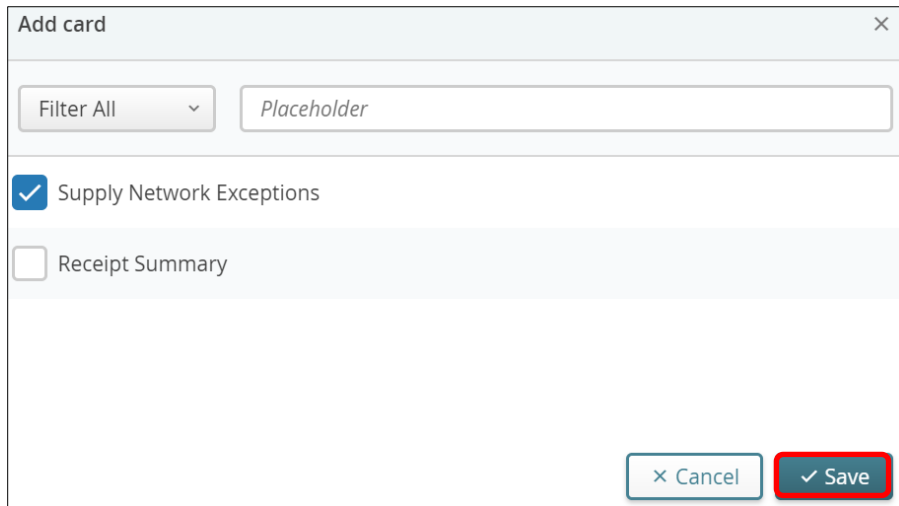 Add card
Filter All
Placeholder
Supply Network Exceptions
Receipt Summary
Cancel
Save